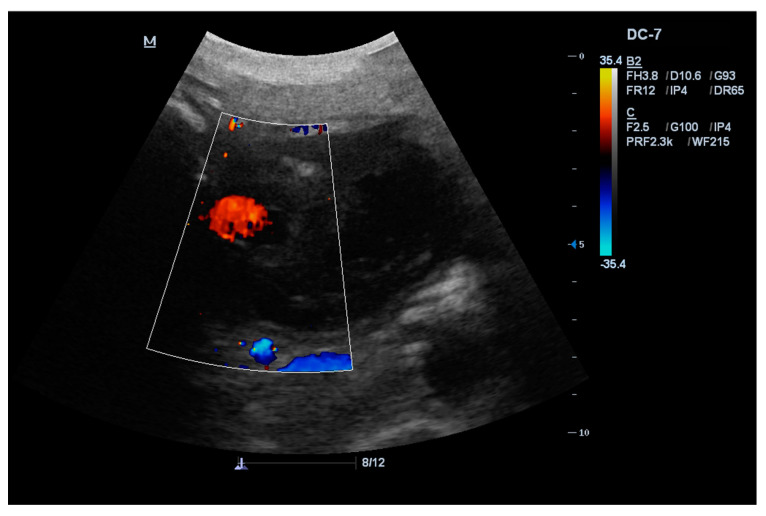 M
DC-7
35.4
B2
FH3.8 /D10.6 /G93
FR12 /IP4 /DR65
C
F2.5 /G100 /IP4
PRF2.3k /WF215
-35.4
0
5
10
8/12